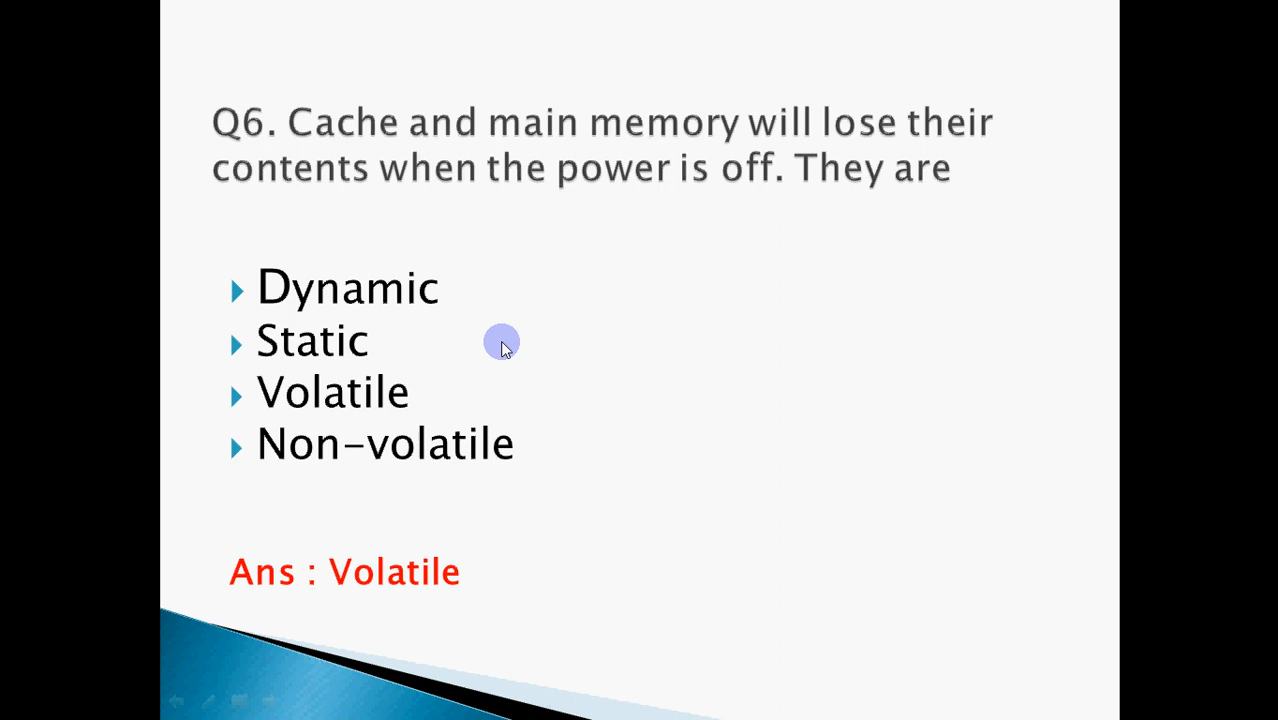 Q6. Cache and main memory will lose their
contents when the power is off. They are
Dynamic
Static
Volatile
Non-volatile
Ans : Volatile